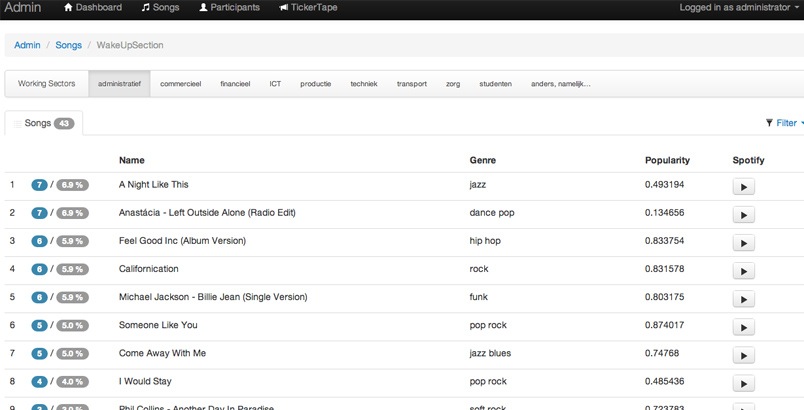 Admin Dashboard Songs Participants TickerTape Logged in as administrator
Admin / Songs / WakeUpSection
Working Sectors administratief commercieel financieel ICT productie techniek transport zorg studenten anders, namelijk...
Songs 43 Filter
Name Genre Popularity Spotify
1 7 / 6.9 % A Night Like This jazz 0.493194
2 7 / 6.9 % Anastácia - Left Outside Alone (Radio Edit) dance pop 0.134656
3 6 / 5.9 % Feel Good Inc (Album Version) hip hop 0.833754
4 6 / 5.9 % Californication rock 0.831578
5 6 / 5.9 % Michael Jackson - Billie Jean (Single Version) funk 0.803175
6 5 / 5.0 % Someone Like You pop rock 0.874017
7 5 / 5.0 % Come Away With Me jazz blues 0.74768
8 4 / 4.0 % I Would Stay pop rock 0.485436
9 Phil Collins - Another Day In Paradise soft rock 0.723783